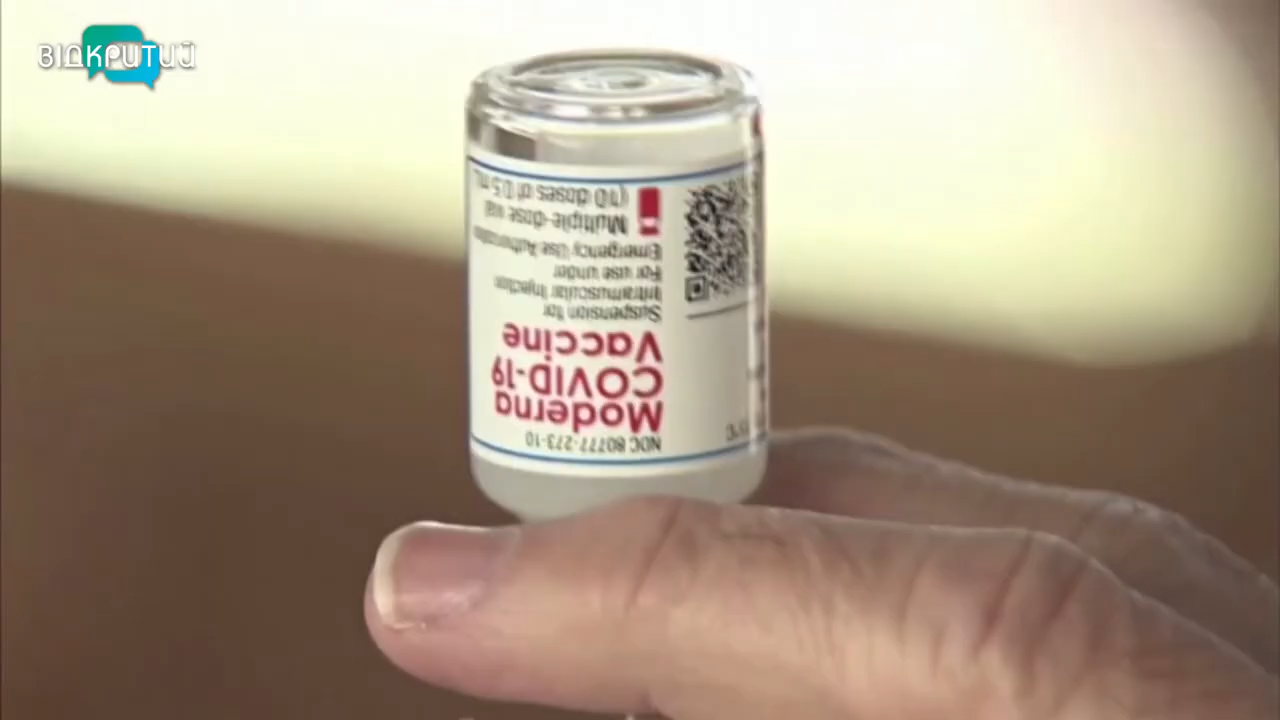 ВІДКРИТИЙ
NDC 80777-273-10
Moderna
COVID-19
Vaccine
Suspension for
Intramuscular Injection
For use under
Emergency Use Authorization
Multiple-dose vial
(10 doses of 0.5 mL